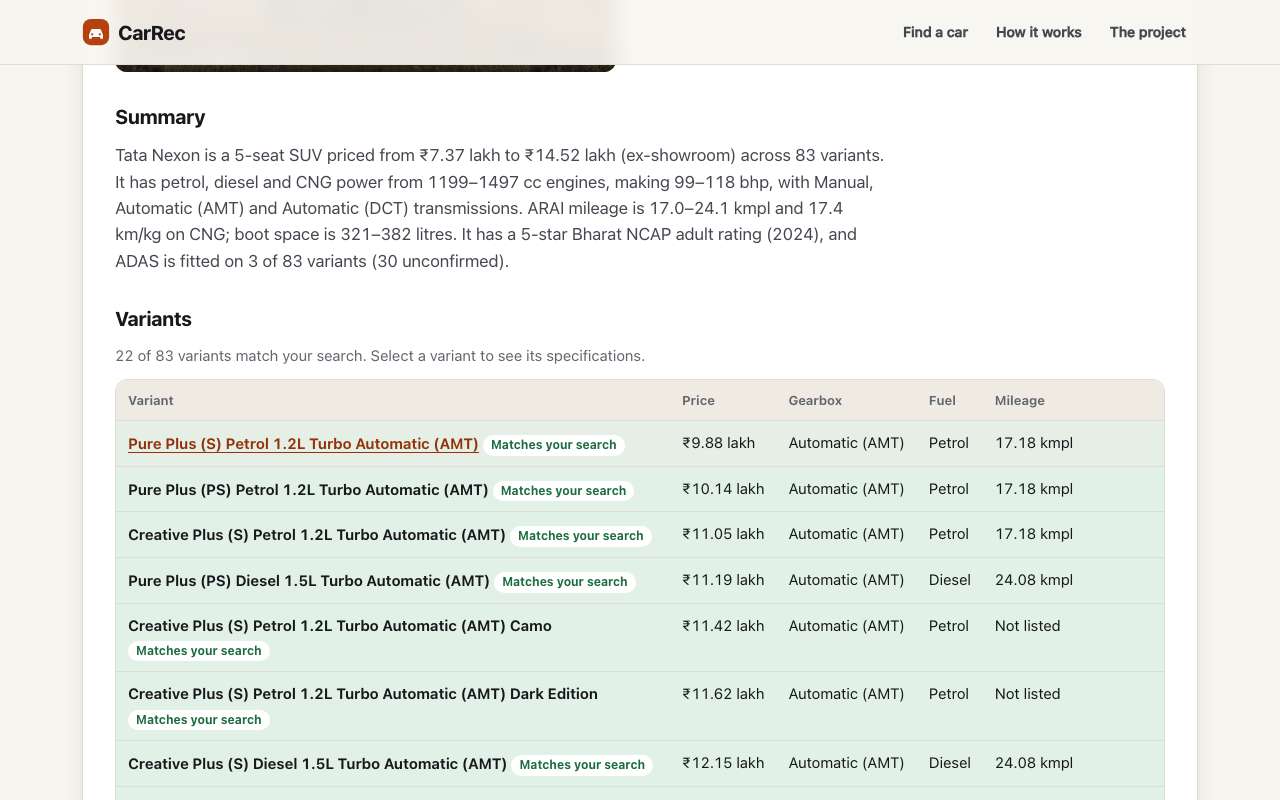 CarRec
Find a car
How it works
The project
Summary
Tata Nexon is a 5-seat SUV priced from ₹7.37 lakh to ₹14.52 lakh (ex-showroom) across 83 variants.
It has petrol, diesel and CNG power from 1199–1497 cc engines, making 99–118 bhp, with Manual,
Automatic (AMT) and Automatic (DCT) transmissions. ARAI mileage is 17.0–24.1 kmpl and 17.4
km/kg on CNG; boot space is 321–382 litres. It has a 5-star Bharat NCAP adult rating (2024), and
ADAS is fitted on 3 of 83 variants (30 unconfirmed).
Variants
22 of 83 variants match your search. Select a variant to see its specifications.
Variant Price Gearbox Fuel Mileage
Pure Plus (S) Petrol 1.2L Turbo Automatic (AMT) Matches your search ₹9.88 lakh Automatic (AMT) Petrol 17.18 kmpl
Pure Plus (PS) Petrol 1.2L Turbo Automatic (AMT) Matches your search ₹10.14 lakh Automatic (AMT) Petrol 17.18 kmpl
Creative Plus (S) Petrol 1.2L Turbo Automatic (AMT) Matches your search ₹11.05 lakh Automatic (AMT) Petrol 17.18 kmpl
Pure Plus (PS) Diesel 1.5L Turbo Automatic (AMT) Matches your search ₹11.19 lakh Automatic (AMT) Diesel 24.08 kmpl
Creative Plus (S) Petrol 1.2L Turbo Automatic (AMT) Camo ₹11.42 lakh Automatic (AMT) Petrol Not listed
Matches your search
Creative Plus (S) Petrol 1.2L Turbo Automatic (AMT) Dark Edition ₹11.62 lakh Automatic (AMT) Petrol Not listed
Matches your search
Creative Plus (S) Diesel 1.5L Turbo Automatic (AMT) Matches your search ₹12.15 lakh Automatic (AMT) Diesel 24.08 kmpl